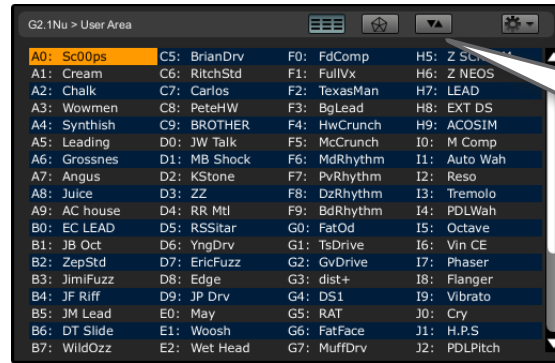 G2.1Nu > User Area
A0: Sc00ps C5: BrianDrv F0: FdComp H5: Z
A1: Cream C6: RitchStd F1: FullVx H6: Z NEOS
A2: Chalk C7: Carlos F2: TexasMan H7: LEAD
A3: Wowmen C8: PeteHW F3: BgLead H8: EXT DS
A4: Synthish C9: BROTHER F4: HwCrunch H9: ACOSIM
A5: Leading D0: JW Talk F5: McCrunch I0: M Comp
A6: Grossnes D1: MB Shock F6: MdRhythm I1: Auto Wah
A7: Angus D2: KStone F7: PvRhythm I2: Reso
A8: Juice D3: ZZ F8: DzRhythm I3: Tremolo
A9: AC house D4: RR Mtl F9: BdRhythm I4: PDLWah
B0: EC LEAD D5: RSSitar G0: FatOd I5: Octave
B1: JB Oct D6: YngDrv G1: TsDrive I6: Vin CE
B2: ZepStd D7: EricFuzz G2: GvDrive I7: Phaser
B3: JimiFuzz D8: Edge G3: dist+ I8: Flanger
B4: JF Riff D9: JP Drv G4: DS1 I9: Vibrato
B5: JM Lead E0: May G5: RAT J0: Cry
B6: DT Slide E1: Woosh G6: FatFace J1: H.P.S
B7: WildOzz E2: Wet Head G7: MuffDrv J2: PDLPitch